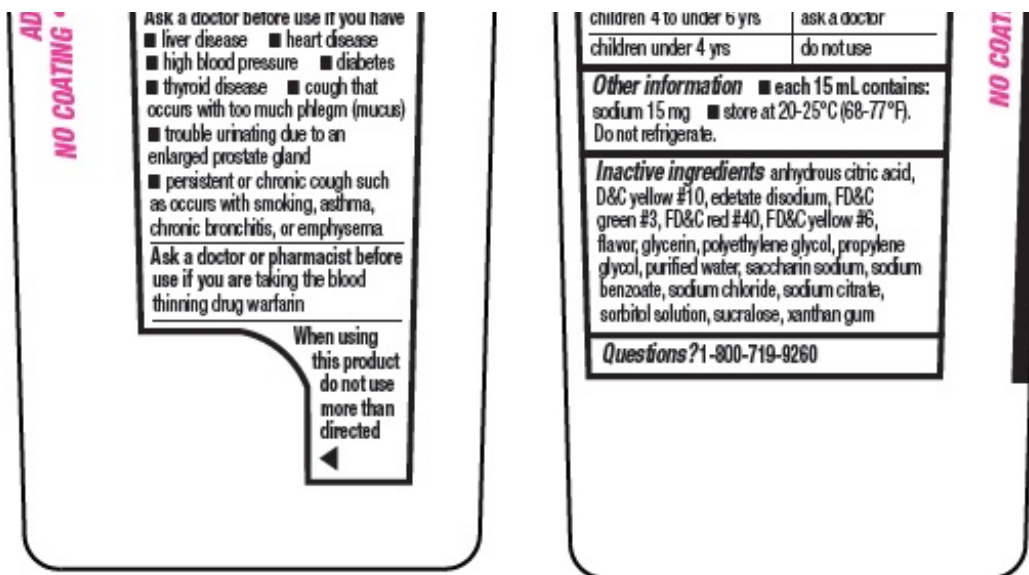 AD
NO COATING
Ask a doctor before use if you have
■ liver disease ■ heart disease
■ high blood pressure ■ diabetes
■ thyroid disease ■ cough that
occurs with too much phlegm (mucus)
■ trouble urinating due to an
enlarged prostate gland
■ persistent or chronic cough such
as occurs with smoking, asthma,
chronic bronchitis, or emphysema
Ask a doctor or pharmacist before
use if you are taking the blood
thinning drug warfarin
When using
this product
do not use
more than
directed
children 4 to under 6 yrs ask a doctor
children under 4 yrs do not use
Other information ■ each 15 mL contains:
sodium 15 mg ■ store at 20-25°C (68-77°F).
Do not refrigerate.
Inactive ingredients anhydrous citric acid,
D&C yellow #10, edetate disodium, FD&C
green #3, FD&C red #40, FD&C yellow #6,
flavor, glycerin, polyethylene glycol, propylene
glycol, purified water, saccharin sodium, sodium
benzoate, sodium chloride, sodium citrate,
sorbitol solution, sucralose, xanthan gum
Questions? 1-800-719-9260
NO COAT